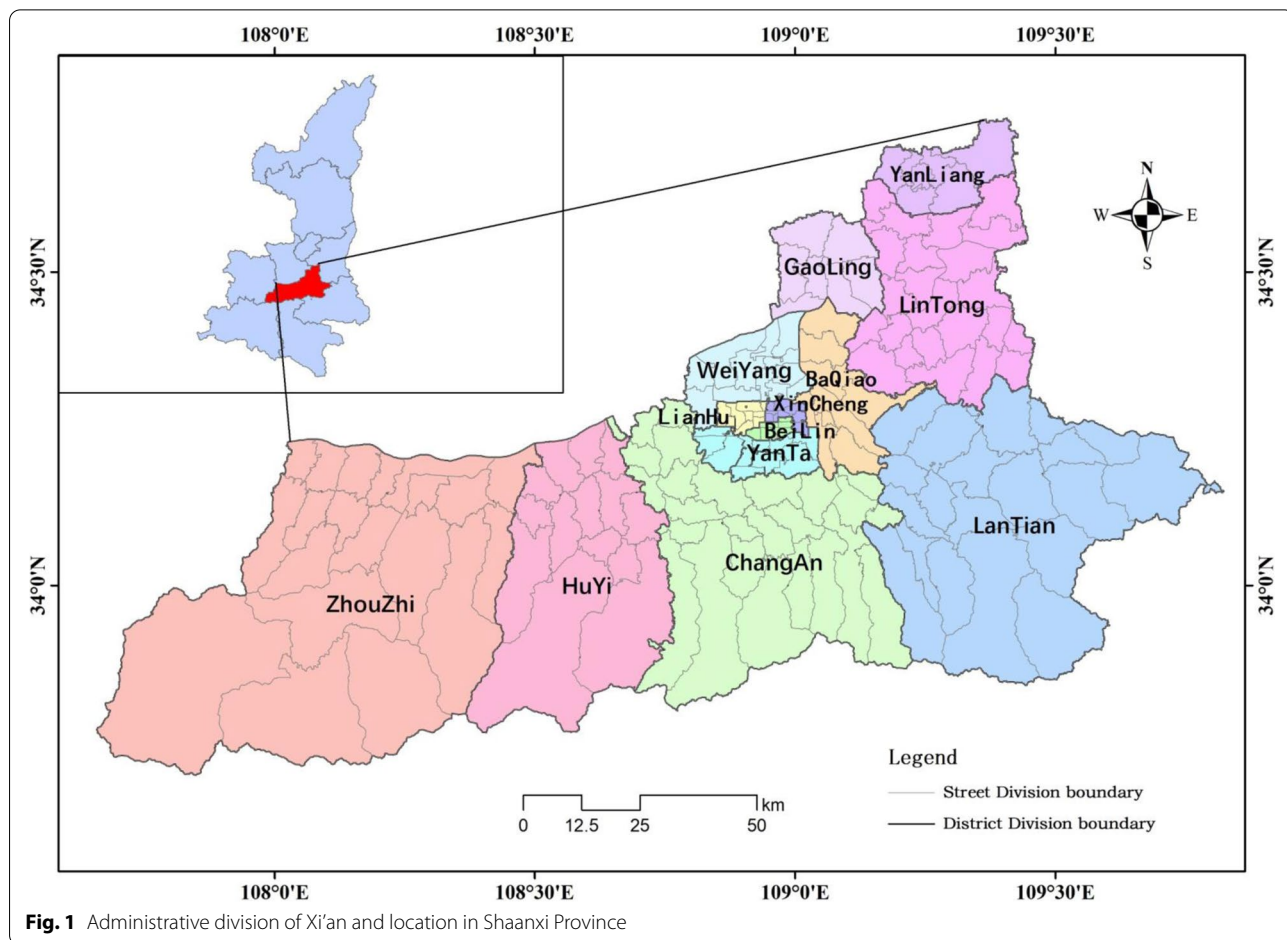 108°0'E 108°30'E 109°0'E 109°30'E
N
W E
S
YanLiang
34°30'N
34°30'N
GaoLing
LinTong
WeiYang
BaQiao
XinCheng
LianHu
BeiLin
YanTa
LanTian
ChangAn
34°0'N
34°0'N
HuYi
ZhouZhi
Legend
Street Division boundary
District Division boundary
km
0 12.5 25 50
108°0'E 108°30'E 109°0'E 109°30'E
Fig. 1 Administrative division of Xi'an and location in Shaanxi Province